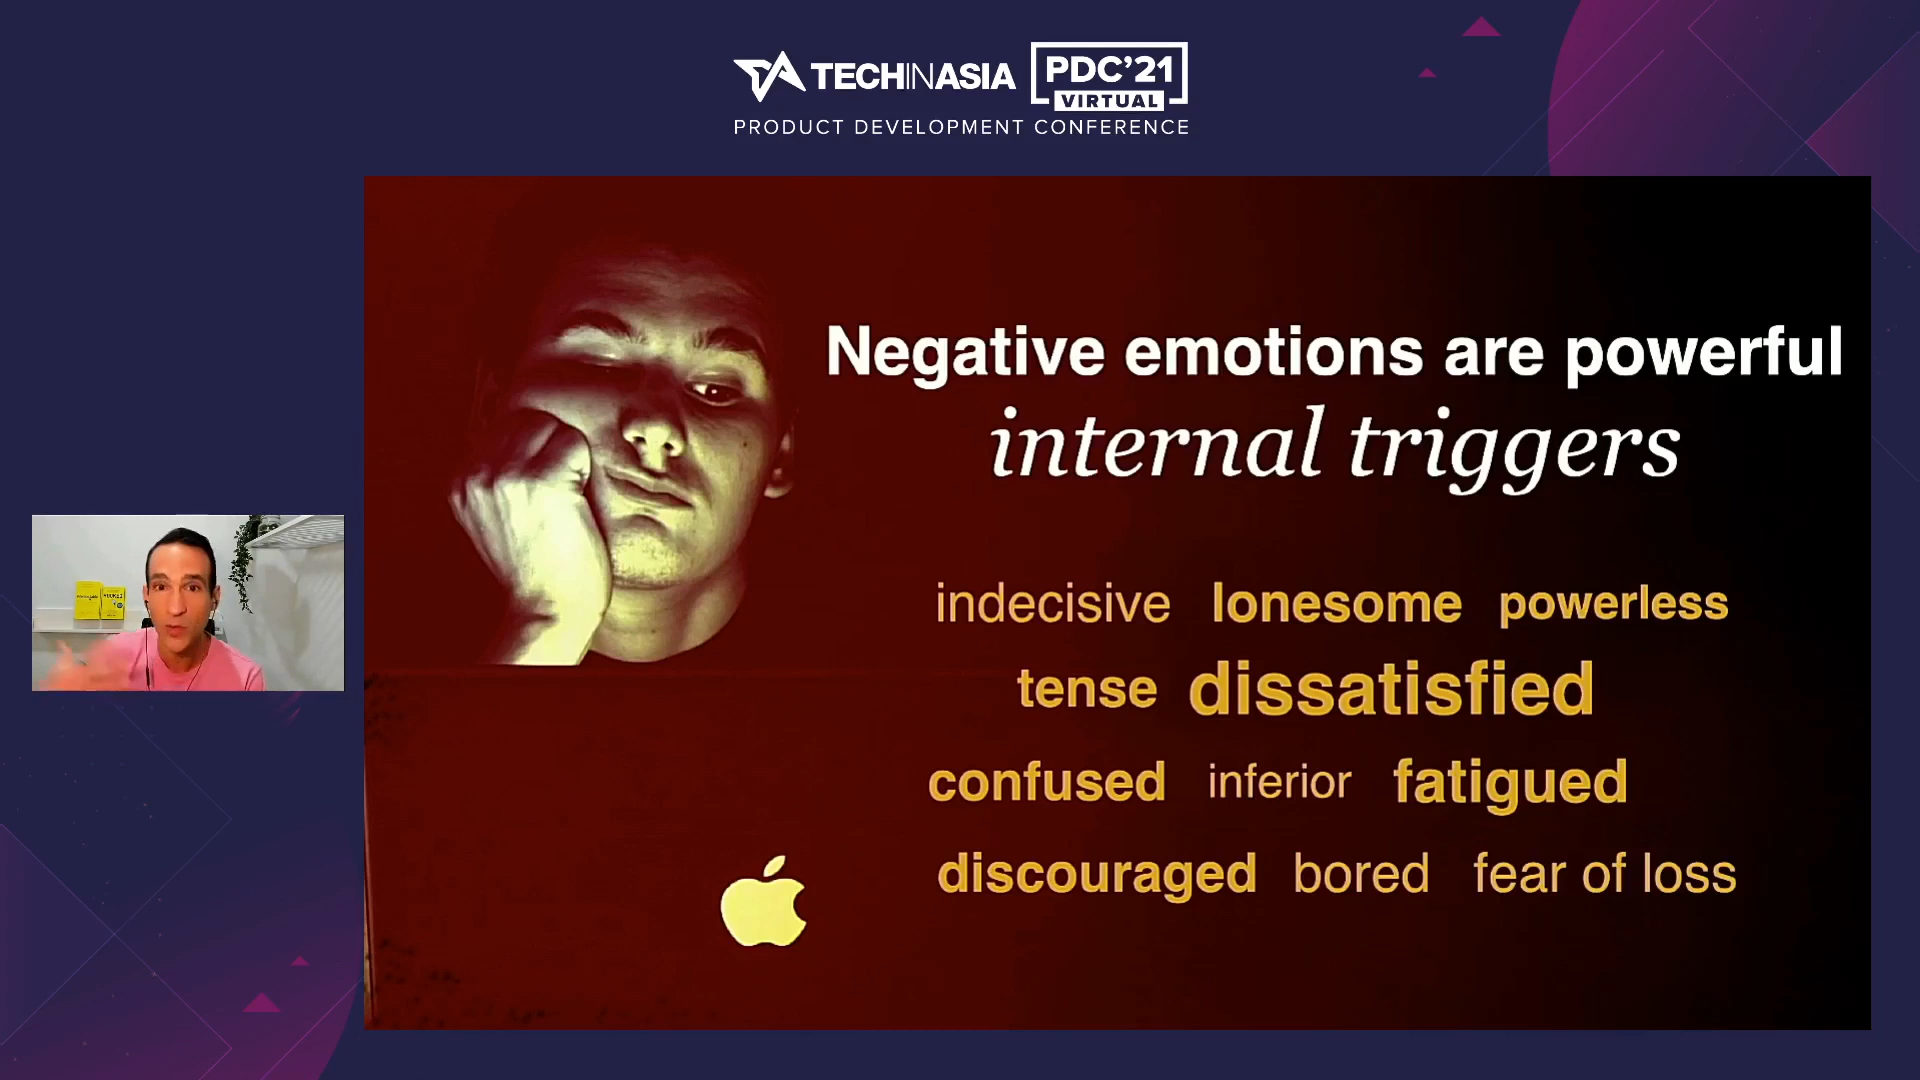 TECHINASIA
PDC'21
VIRTUAL
PRODUCT DEVELOPMENT CONFERENCE
Negative emotions are powerful
internal triggers
indecisive lonesome powerless
tense dissatisfied
confused inferior fatigued
discouraged bored fear of loss
HOOKED